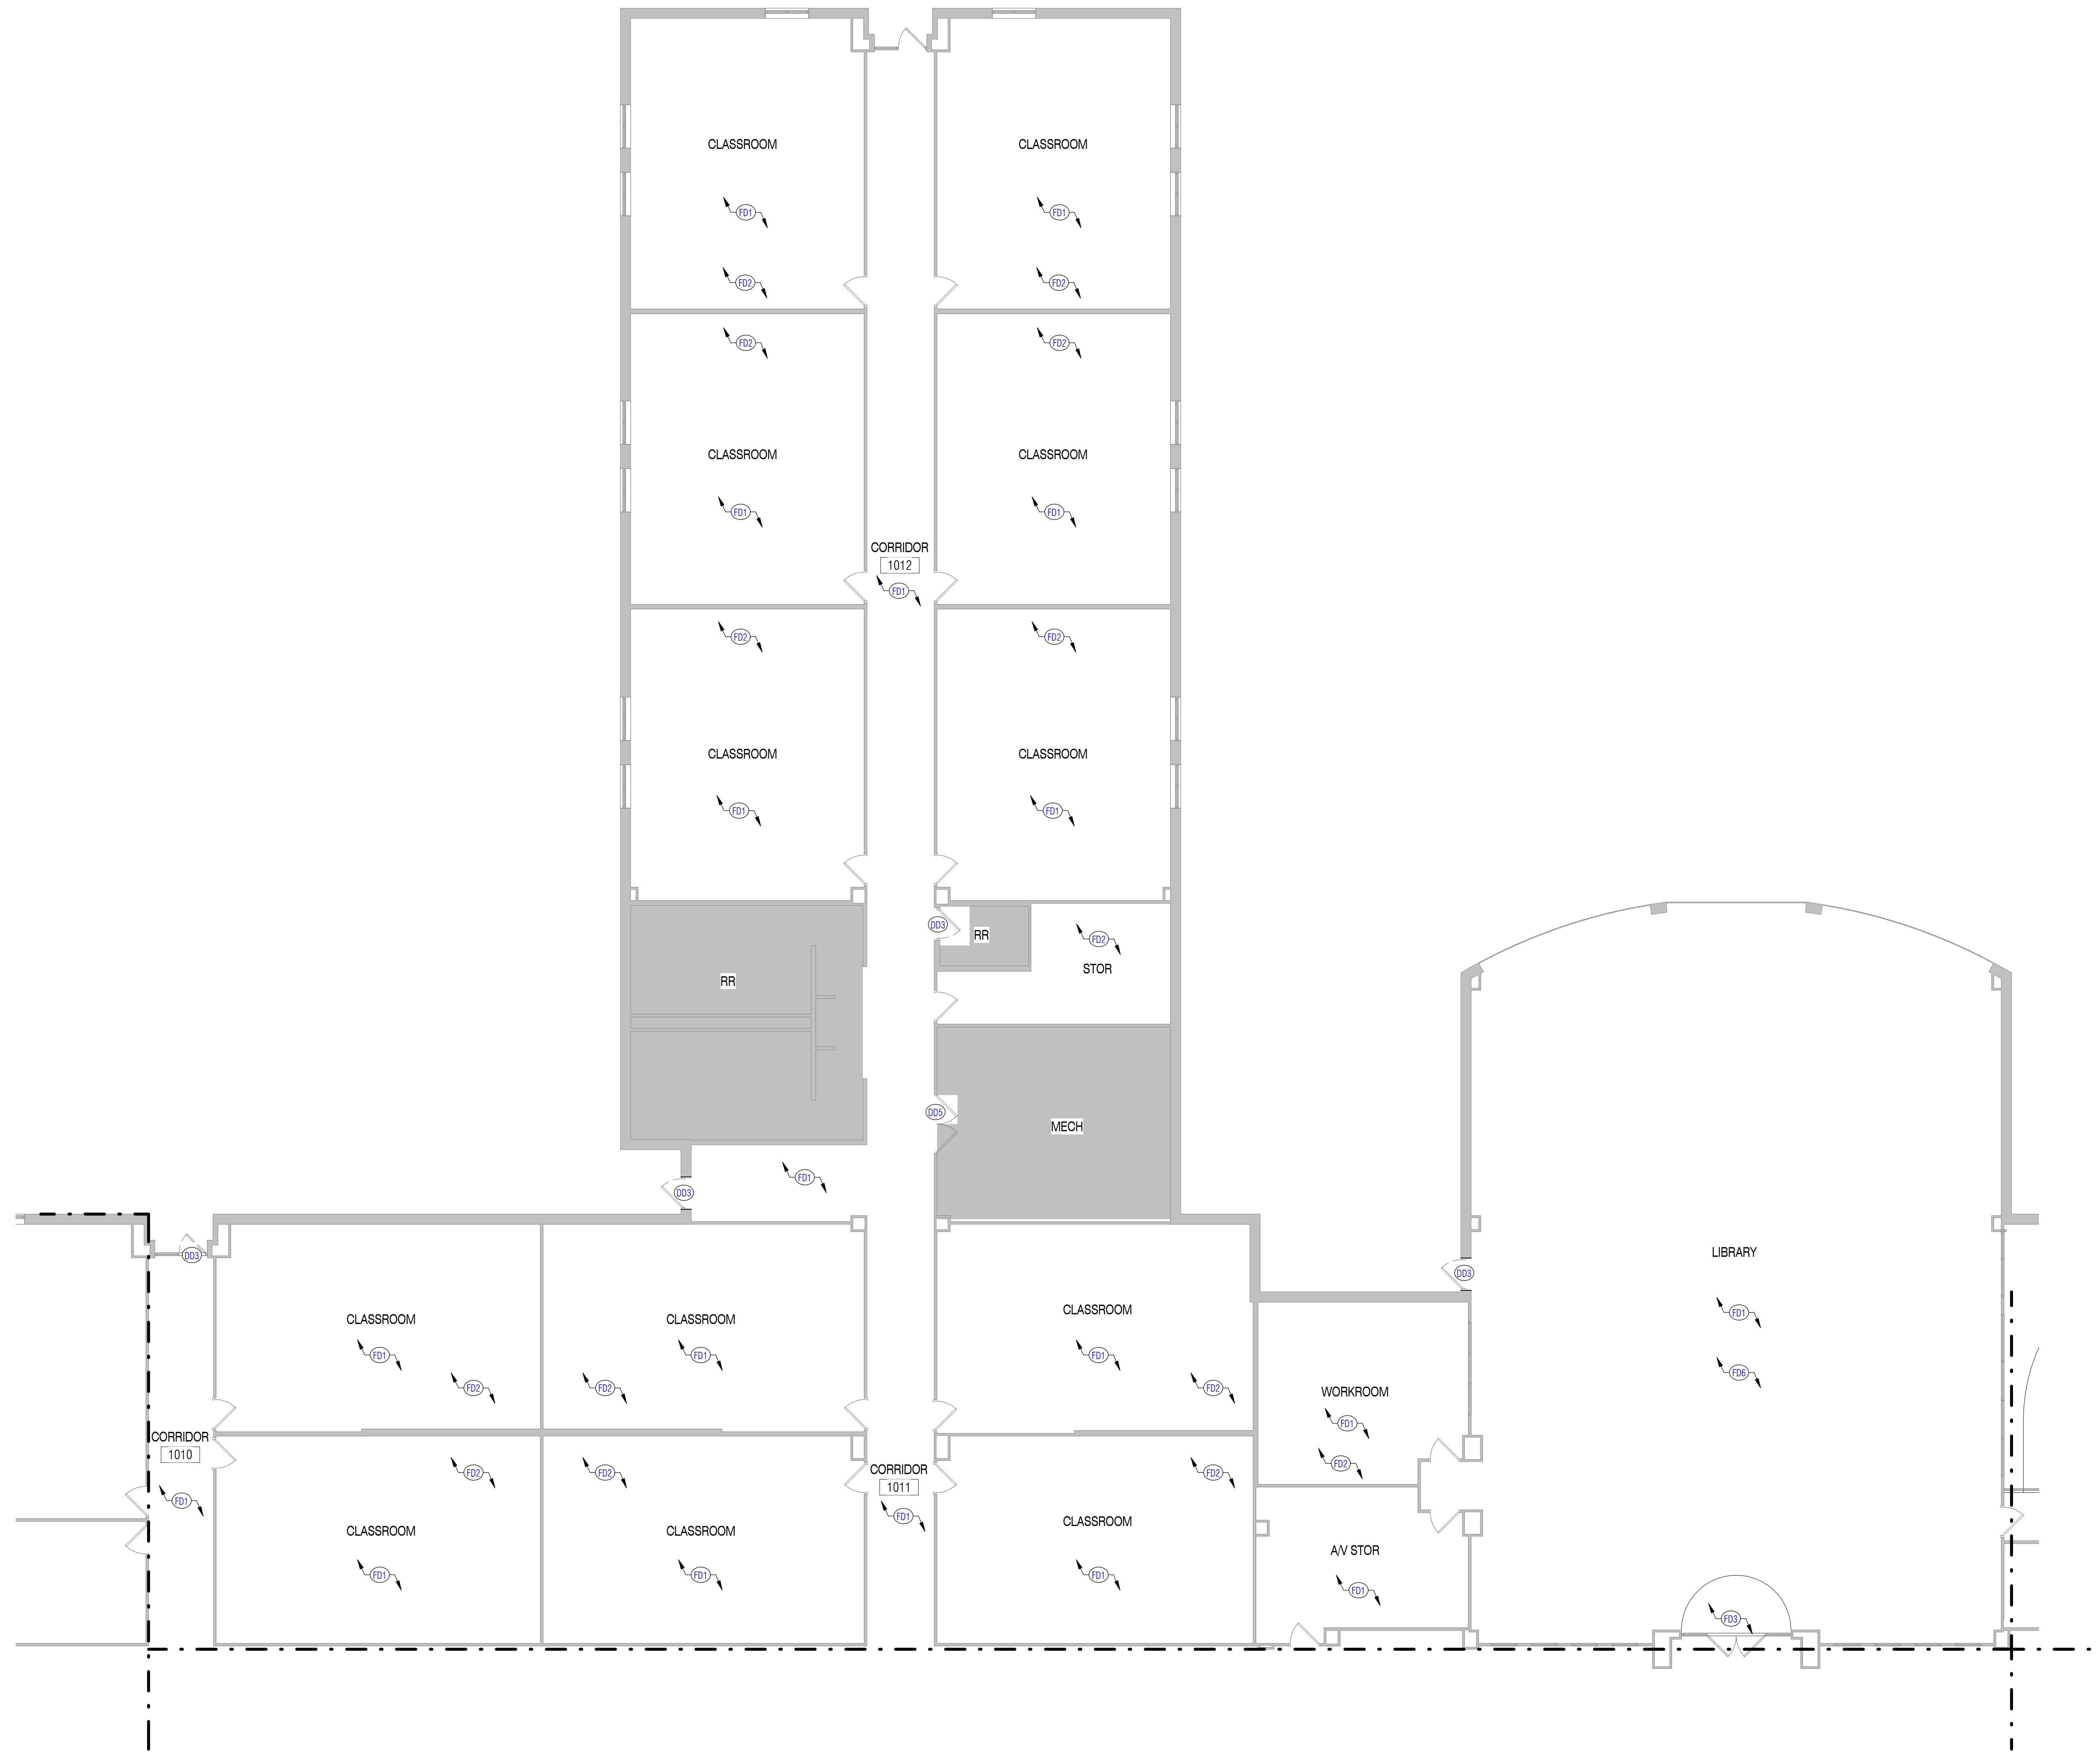 CLASSROOM
CLASSROOM
FD1
FD1
FD2
FD2
FD2
FD2
CLASSROOM
CLASSROOM
FD1
FD1
CORRIDOR
1012
FD1
FD2
FD2
CLASSROOM
CLASSROOM
FD1
FD1
DD3
RR
FD2
STOR
RR
DD5
MECH
FD1
DD3
DD3
LIBRARY
DD3
FD1
FD6
CLASSROOM
CLASSROOM
CLASSROOM
FD1
FD1
FD1
FD2
FD2
FD2
WORKROOM
FD1
FD2
CORRIDOR
1010
FD1
FD2
FD2
CORRIDOR
1011
FD1
FD2
CLASSROOM
CLASSROOM
CLASSROOM
FD1
FD1
FD1
A/V STOR
FD1
FD3